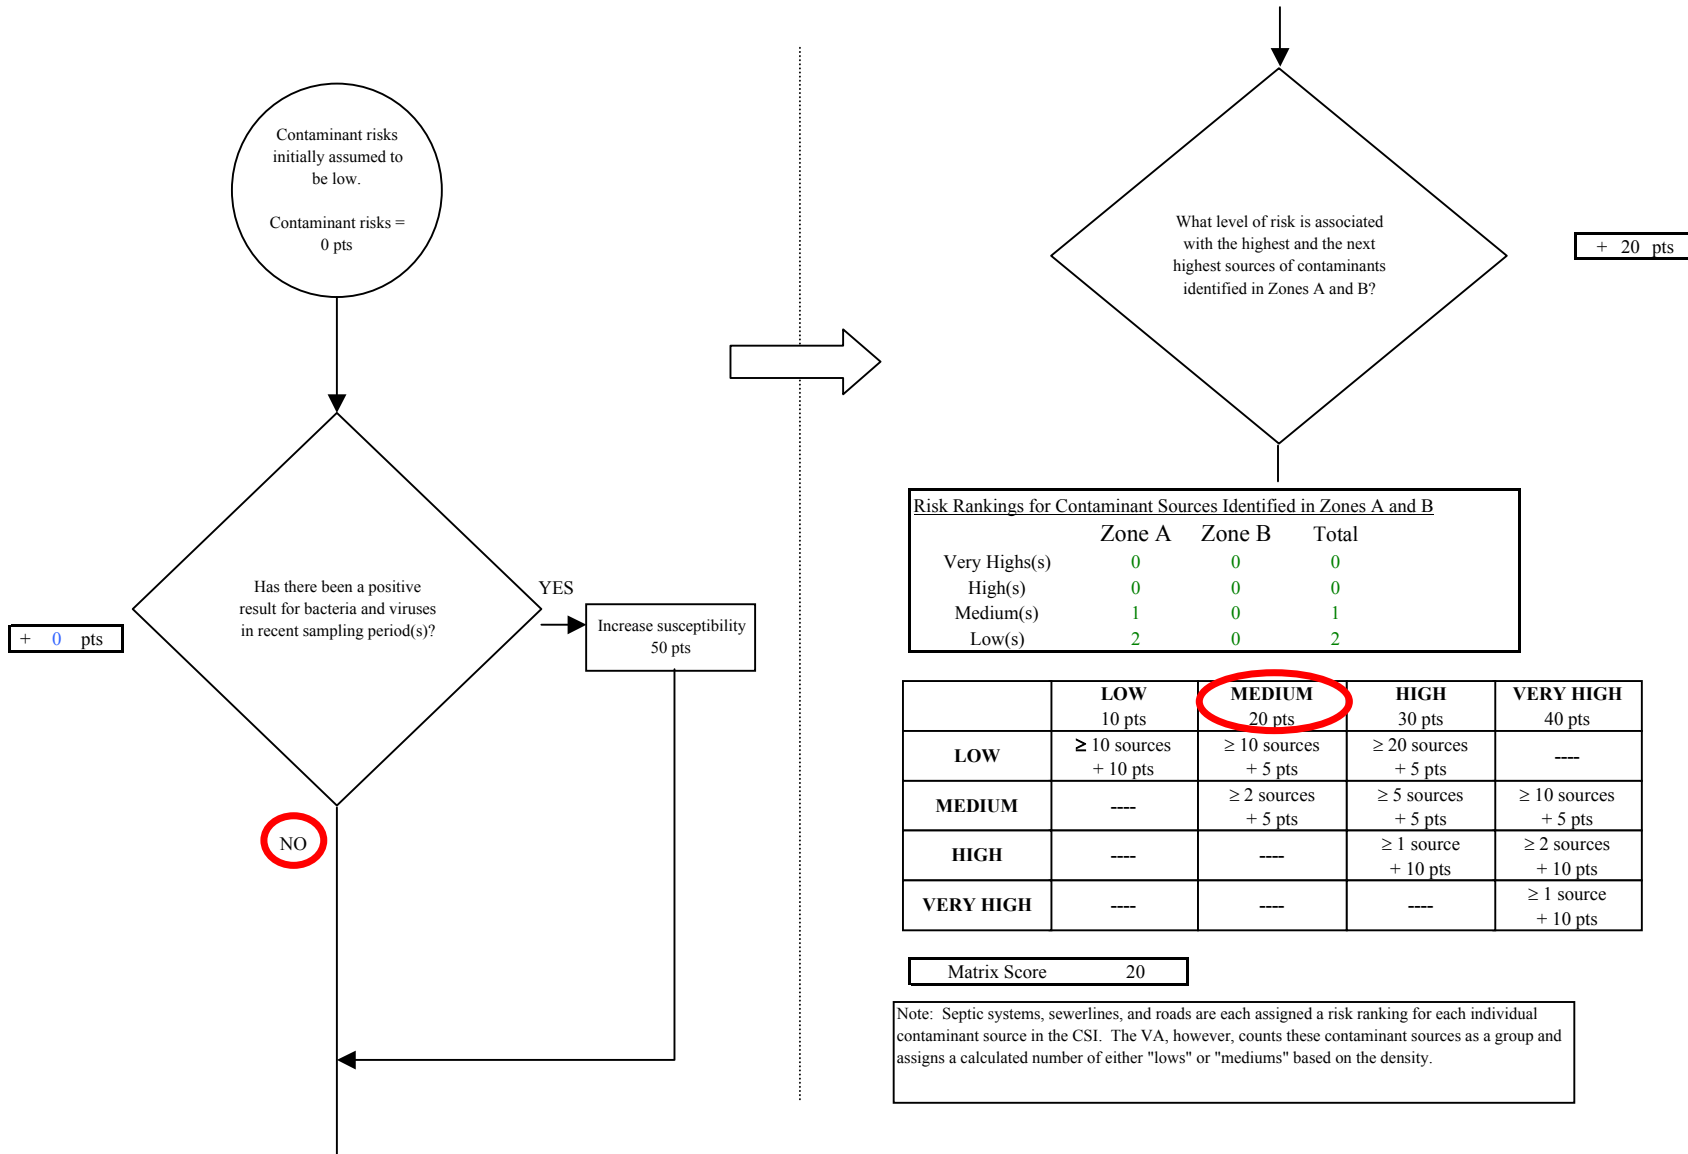 Contaminant risks
initially assumed to
be low.
Contaminant risks =
0 pts
Has there been a positive
result for bacteria and viruses
in recent sampling period(s)?
+ 0 pts
YES
Increase susceptibility
50 pts
NO
What level of risk is associated
with the highest and the next
highest sources of contaminants
identified in Zones A and B?
+ 20 pts
Risk Rankings for Contaminant Sources Identified in Zones A and B
Zone A Zone B Total
Very Highs(s) 0 0 0
High(s) 0 0 0
Medium(s) 1 0 1
Low(s) 2 0 2
LOW MEDIUM HIGH VERY HIGH
10 pts 20 pts 30 pts 40 pts
LOW ≥ 10 sources ≥ 10 sources ≥ 20 sources ----
+ 10 pts + 5 pts + 5 pts
MEDIUM ---- ≥ 2 sources ≥ 5 sources ≥ 10 sources
+ 5 pts + 5 pts + 5 pts
HIGH ---- ---- ≥ 1 source ≥ 2 sources
+ 10 pts + 10 pts
VERY HIGH ---- ---- ---- ≥ 1 source
+ 10 pts
Matrix Score 20
Note: Septic systems, sewerlines, and roads are each assigned a risk ranking for each individual
contaminant source in the CSI. The VA, however, counts these contaminant sources as a group and
assigns a calculated number of either "lows" or "mediums" based on the density.